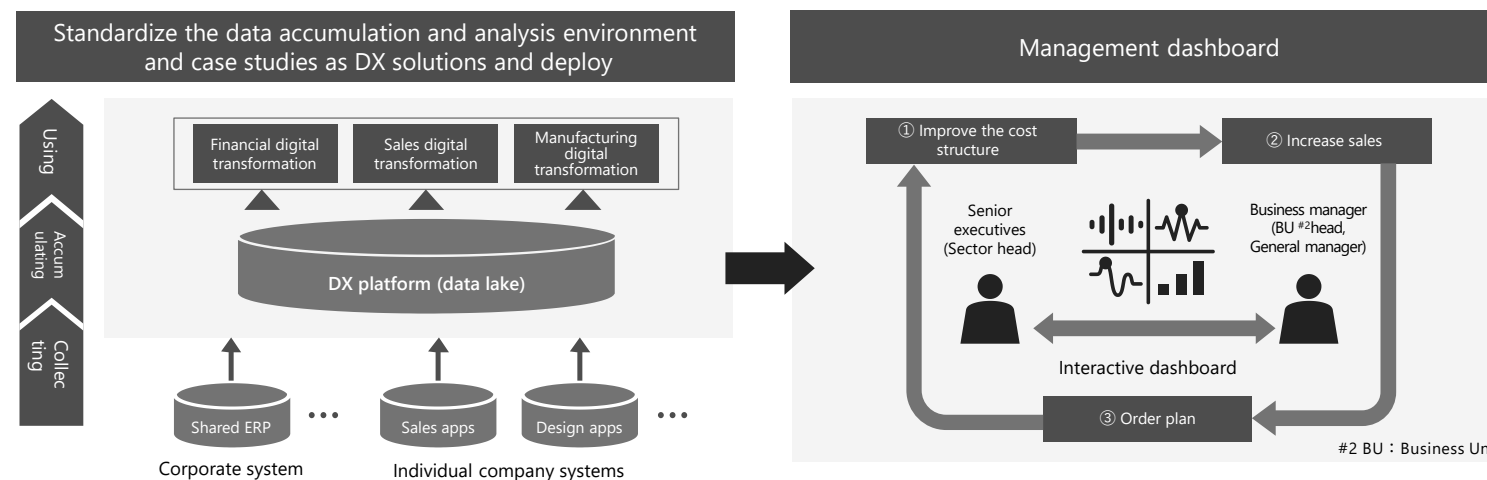 Standardize the data accumulation and analysis environment
and case studies as DX solutions and deploy
Using
Accum
ulating
Collec
ting
Financial digital
transformation
Sales digital
transformation
Manufacturing
digital
transformation
DX platform (data lake)
Shared ERP
•••
Sales apps
Design apps
•••
Corporate system
Individual company systems
Management dashboard
① Improve the cost
structure
② Increase sales
Senior
executives
(Sector head)
Business manager
(BU #2head,
General manager)
Interactive dashboard
③ Order plan
#2 BU：Business Un